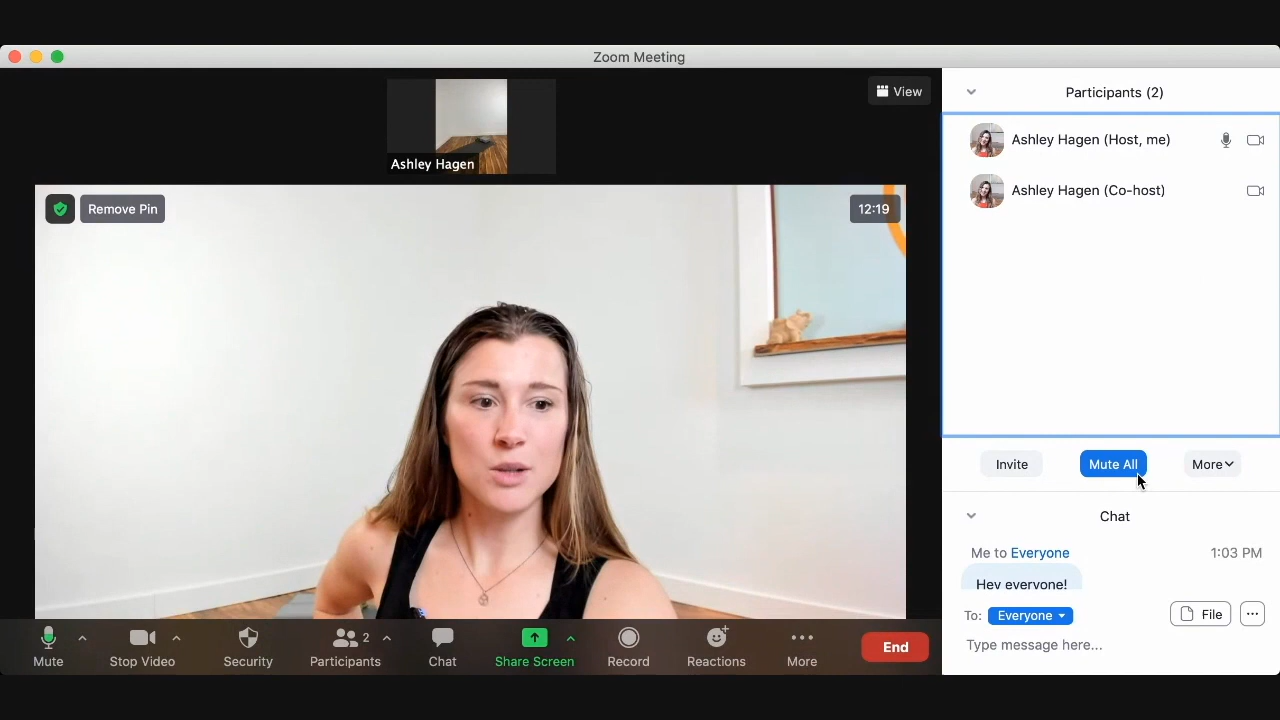 Zoom Meeting
View
Ashley Hagen
Remove Pin
12:19
Participants (2)
Ashley Hagen (Host, me)
Ashley Hagen (Co-host)
Invite
Mute All
More
Chat
Me to Everyone
1:03 PM
Hey everyone!
To: Everyone
File
Type message here...
Mute
Stop Video
Security
2
Participants
Chat
Share Screen
Record
Reactions
More
End